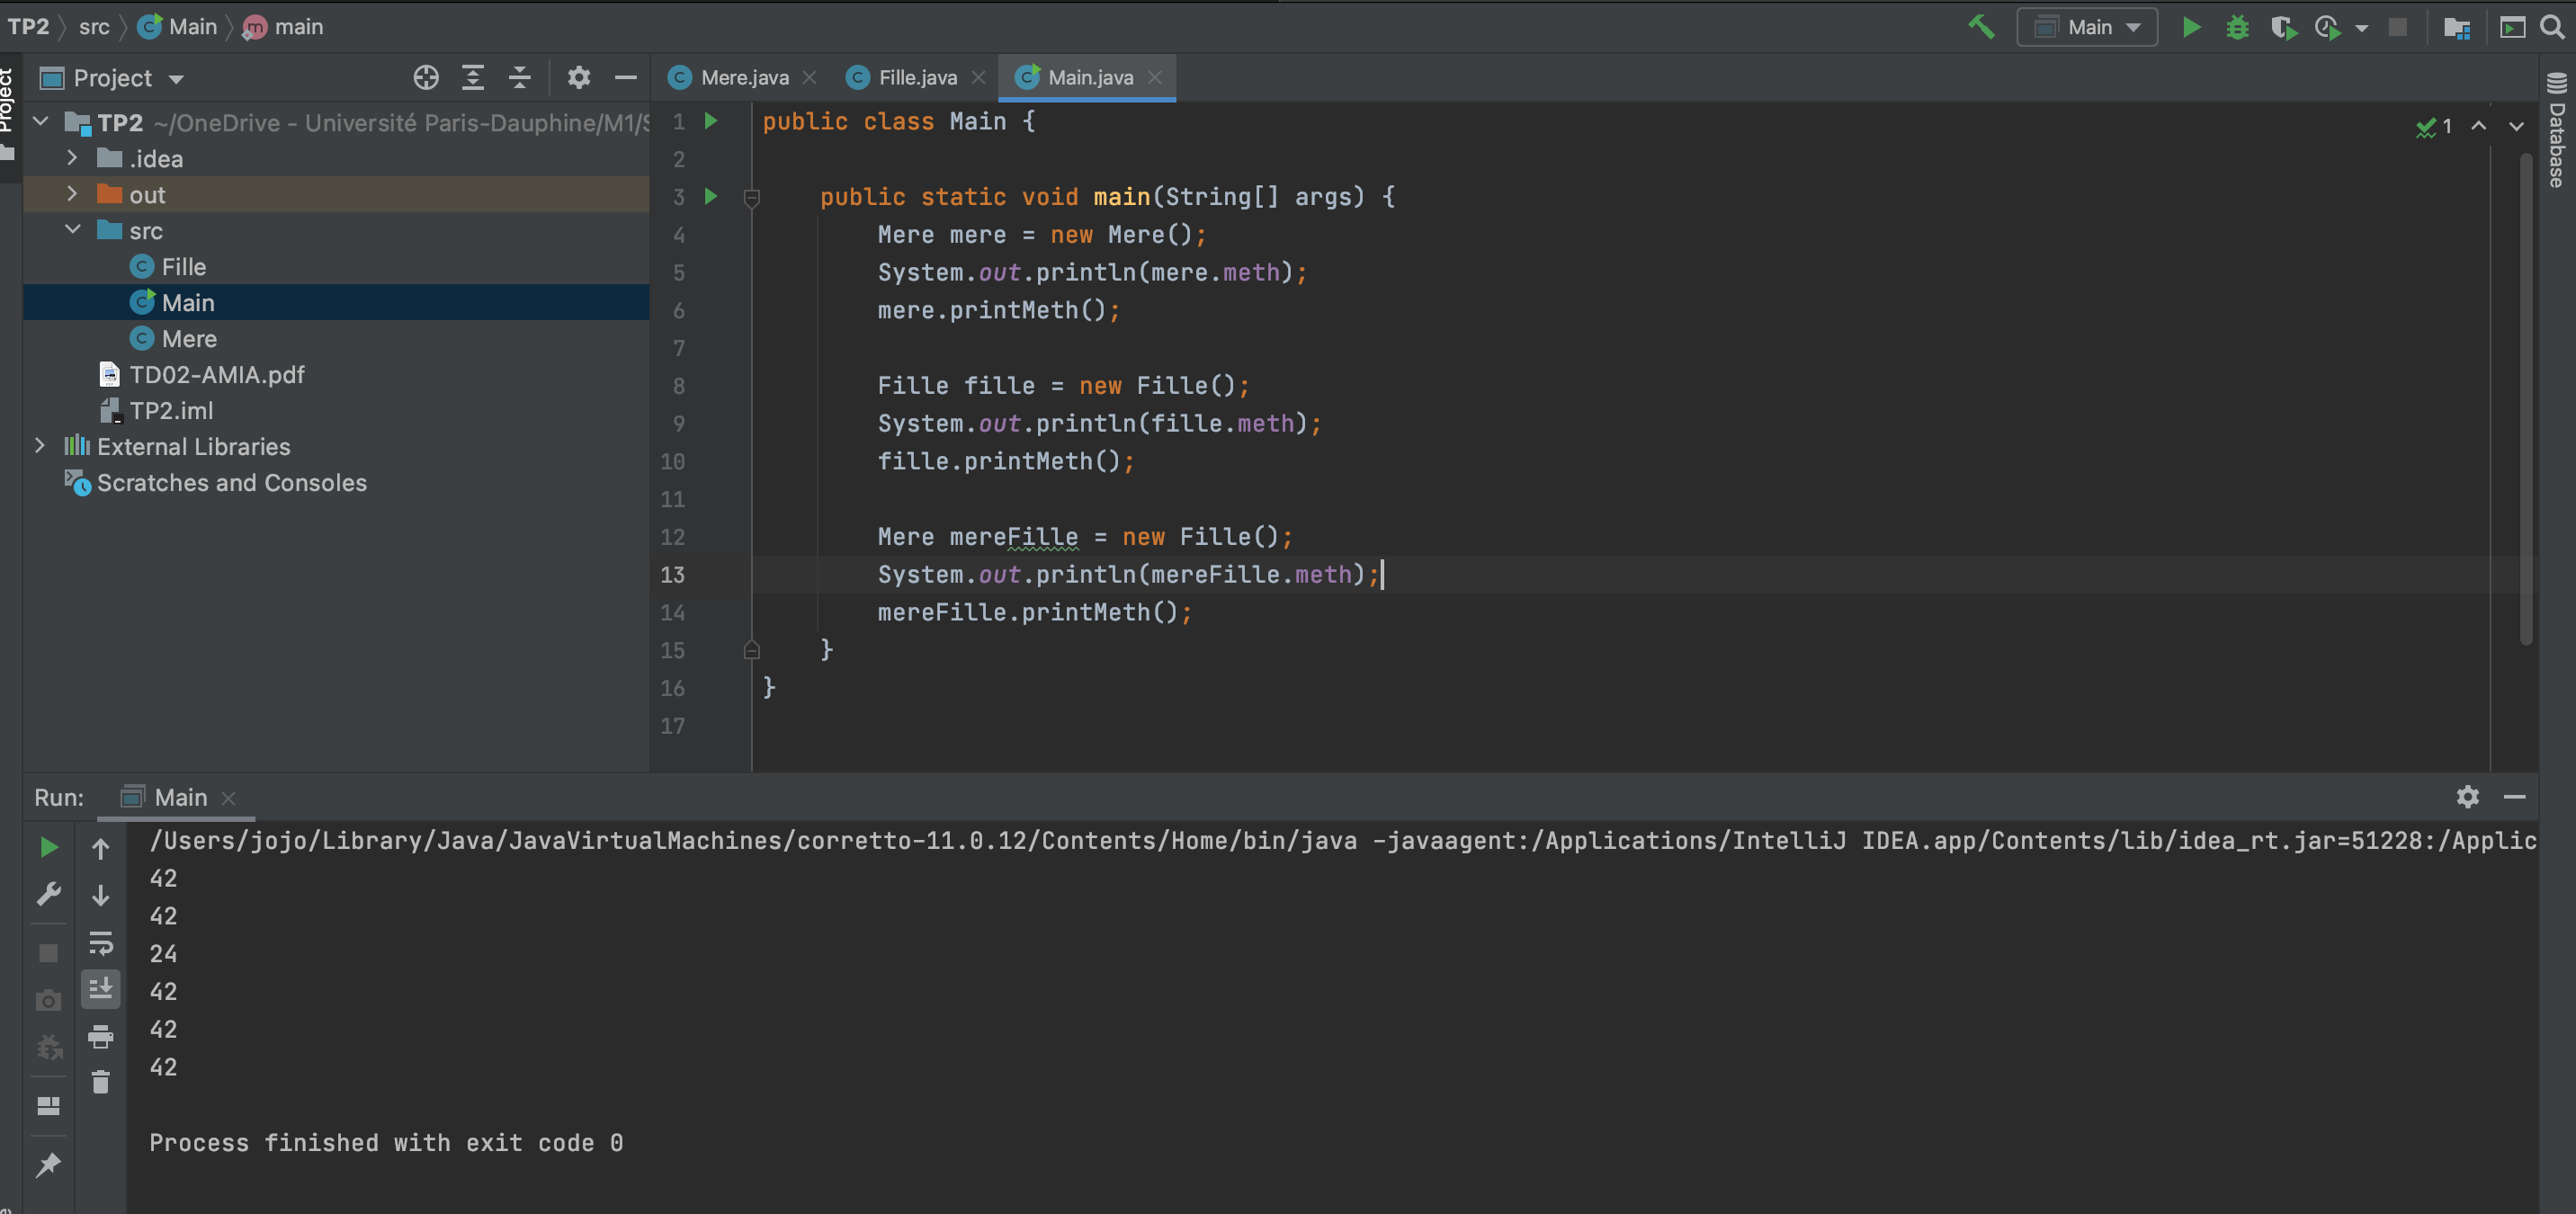 TP2 src Main main
Main
Project
Project
Mere.java Fille.java Main.java
TP2 ~/OneDrive - Université Paris-Dauphine/M1/S
.idea
out
src
Fille
Main
Mere
TD02-AMIA.pdf
TP2.iml
External Libraries
Scratches and Consoles
1 public class Main {
2
3 public static void main(String[] args) {
4 Mere mere = new Mere();
5 System.out.println(mere.meth);
6 mere.printMeth();
7
8 Fille fille = new Fille();
9 System.out.println(fille.meth);
10 fille.printMeth();
11
12 Mere mereFille = new Fille();
13 System.out.println(mereFille.meth);
14 mereFille.printMeth();
15 }
16 }
17
1
Database
Run: Main
/Users/jojo/Library/Java/JavaVirtualMachines/corretto-11.0.12/Contents/Home/bin/java -javaagent:/Applications/IntelliJ IDEA.app/Contents/lib/idea_rt.jar=51228:/Applic
42
42
24
42
42
42
Process finished with exit code 0